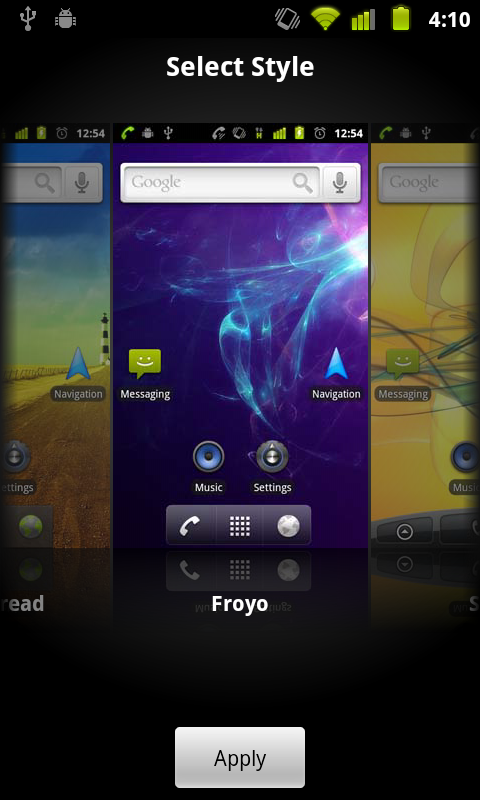 4:10
Select Style
12:54
12:54
Google
Google
Navigation
Messaging
Navigation
Messaging
ettings
Music
Settings
Musi
read
Froyo
S
Apply